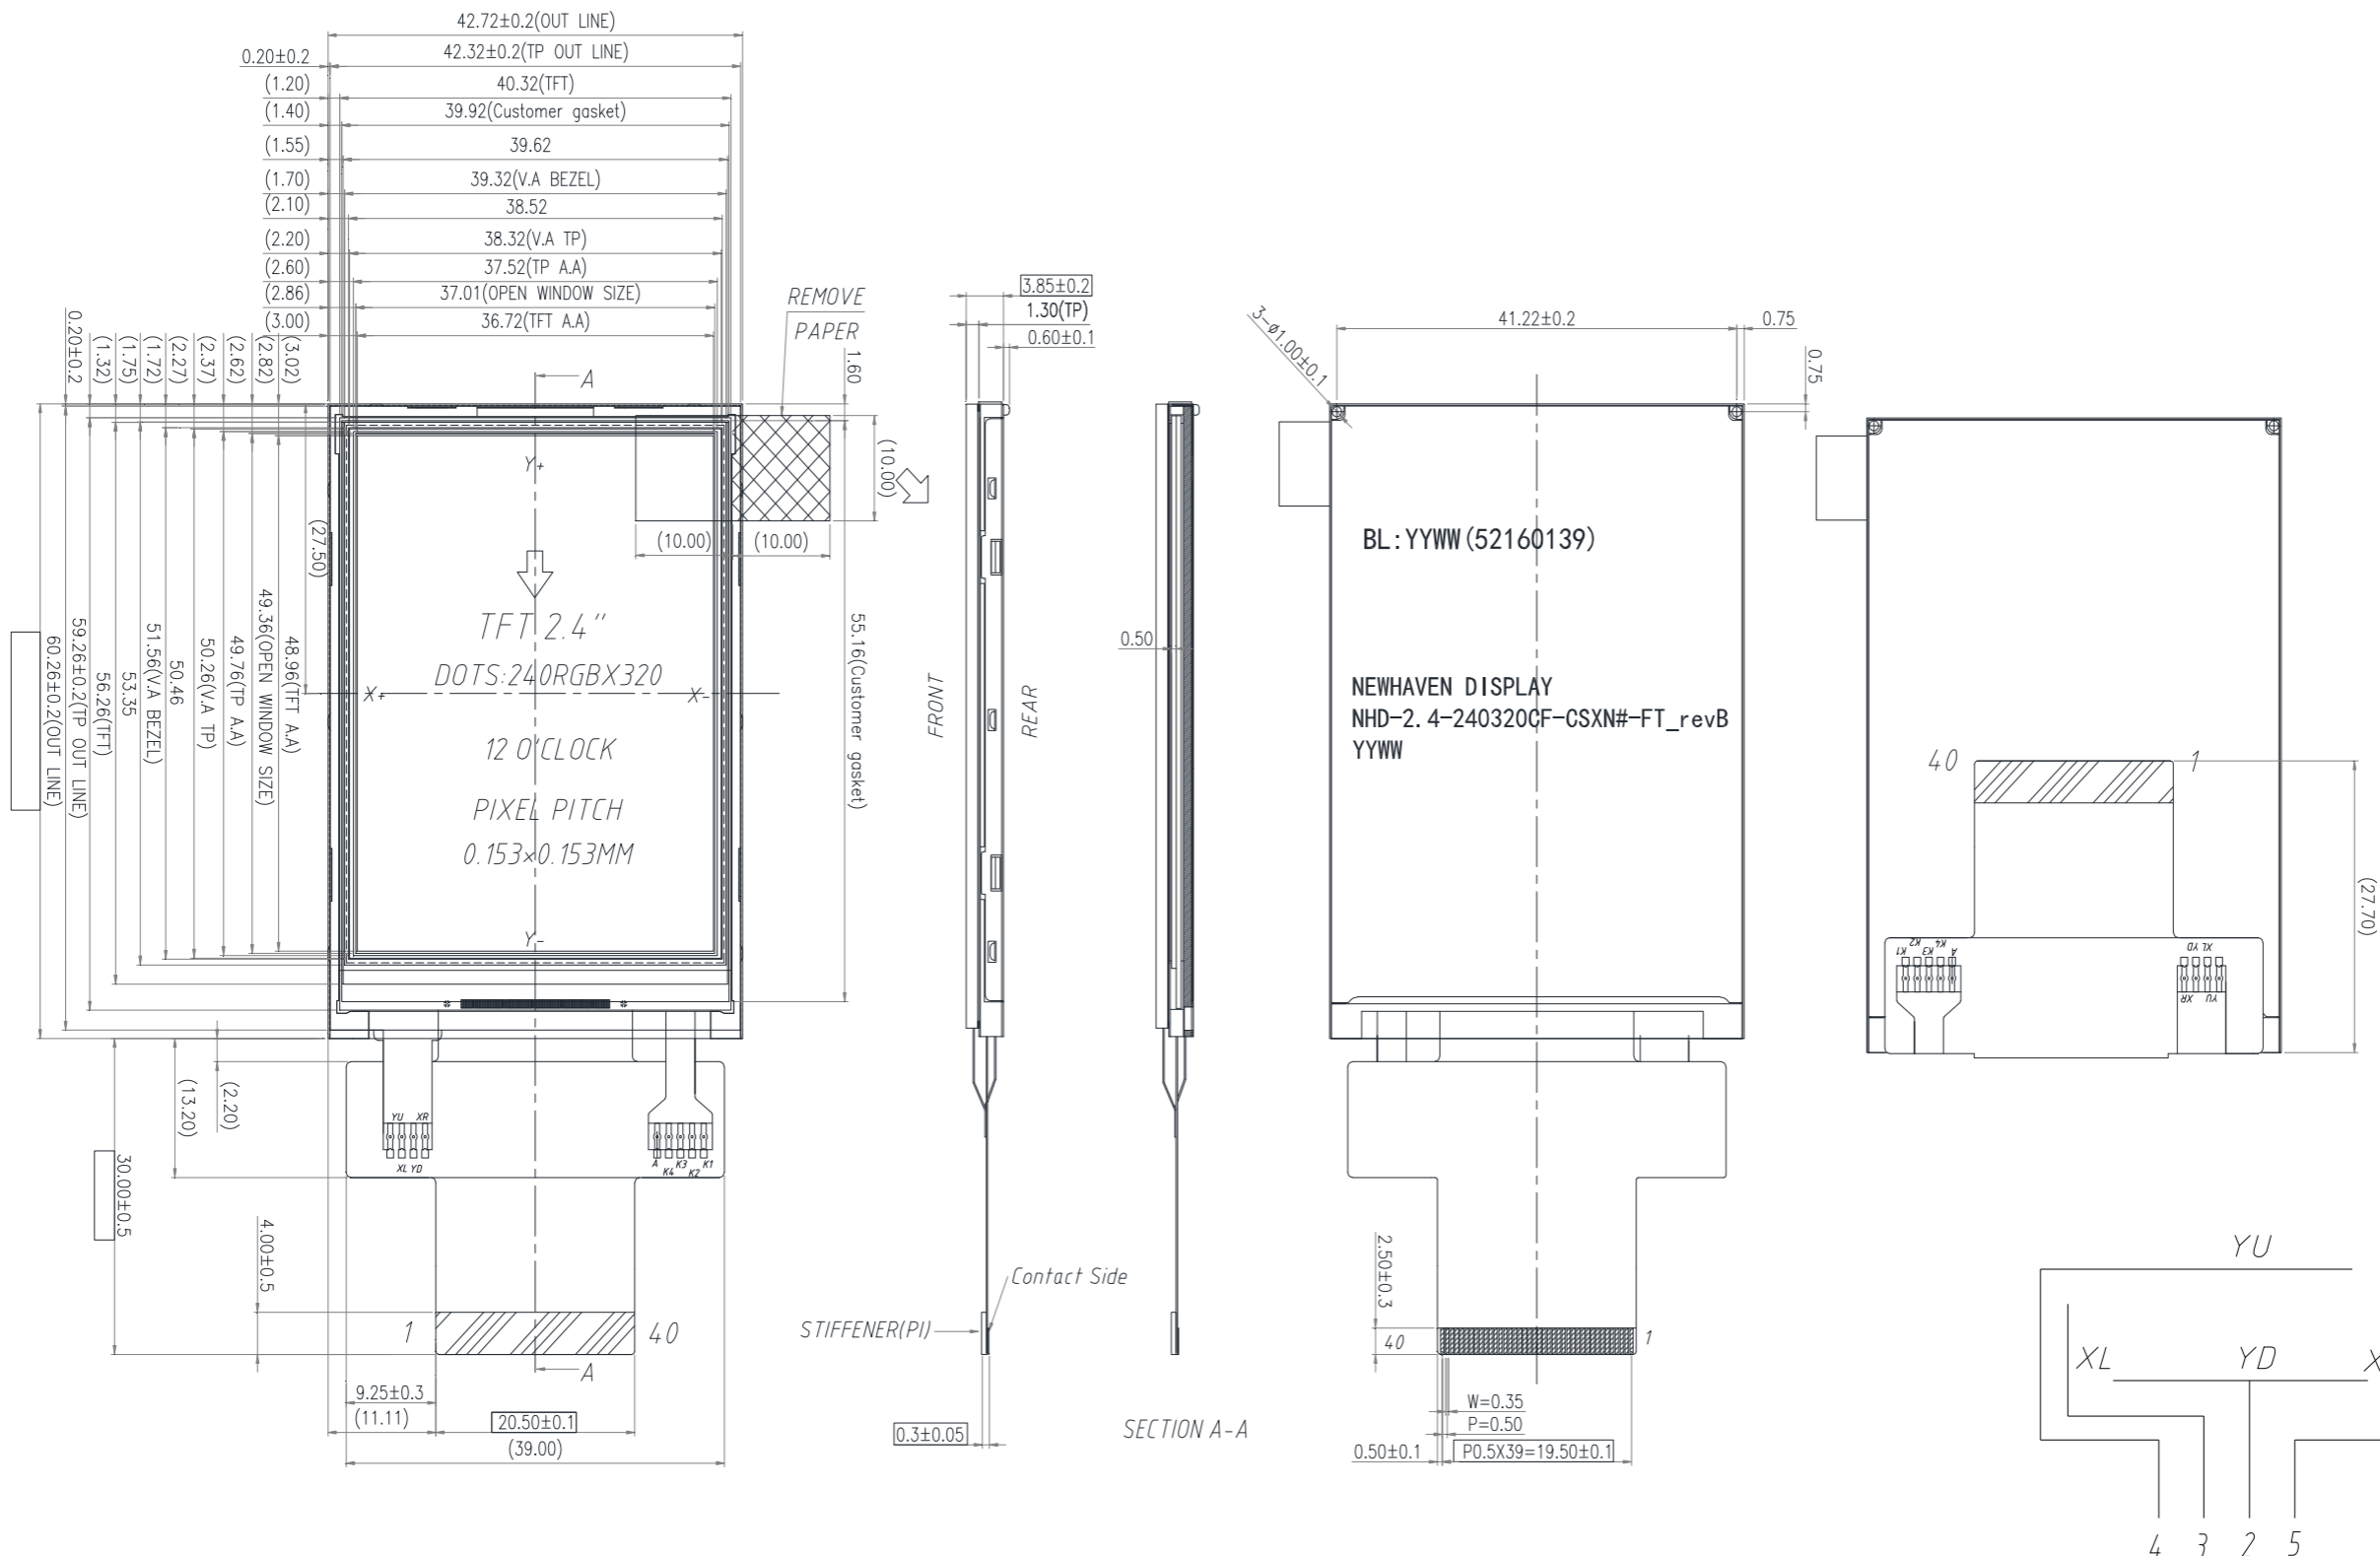 42.72±0.2(OUT LINE)
0.20±0.2
42.32±0.2(TP OUT LINE)
(1.20)
40.32(TFT)
(1.40)
39.92(Customer gasket)
(1.55)
39.62
(1.70)
39.32(V.A BEZEL)
(2.10)
38.52
(2.20)
38.32(V.A TP)
(2.60)
37.52(TP A.A)
(2.86)
37.01(OPEN WINDOW SIZE)
(3.00)
36.72(TFT A.A)
REMOVE
PAPER
0.20±0.2
(1.32)
(1.75)
(1.72)
(2.27)
(2.37)
(2.62)
(2.82)
(3.02)
A
1.60
(10.00)
(10.00)
(10.00)
(27.50)
60.26±0.2(OUT LINE)
59.26±0.2(TP OUT LINE)
56.26(TFT)
53.35
51.56(V.A BEZEL)
50.46
50.26(V.A TP)
49.76(TP A.A)
49.36(OPEN WINDOW SIZE)
48.96(TFT A.A)
55.16(Customer gasket)
Y+
TFT 2.4"
DOTS:240RGBX320
X+
X-
12 O'CLOCK
PIXEL PITCH
0.153×0.153MM
Y-
(2.20)
(13.20)
30.00±0.5
4.00±0.5
YU XR
XL YD
A K3 K1
K4 K2
1
40
A
9.25±0.3
(11.11)
20.50±0.1
(39.00)
3.85±0.2
1.30(TP)
0.60±0.1
FRONT
REAR
Contact Side
STIFFENER(PI)
0.3±0.05
0.50
SECTION A-A
3-ø1.00±0.1
41.22±0.2
0.75
0.75
BL:YYWW(52160139)
NEWHAVEN DISPLAY
NHD-2.4-240320CF-CSXN#-FT_revB
YYWW
2.50±0.3
40
1
W=0.35
P=0.50
0.50±0.1
P0.5X39=19.50±0.1
40
1
(27.70)
K2 K4
K1 K3 A
XL YD
XR YU
YU
XL
YD
X
4
3
2
5